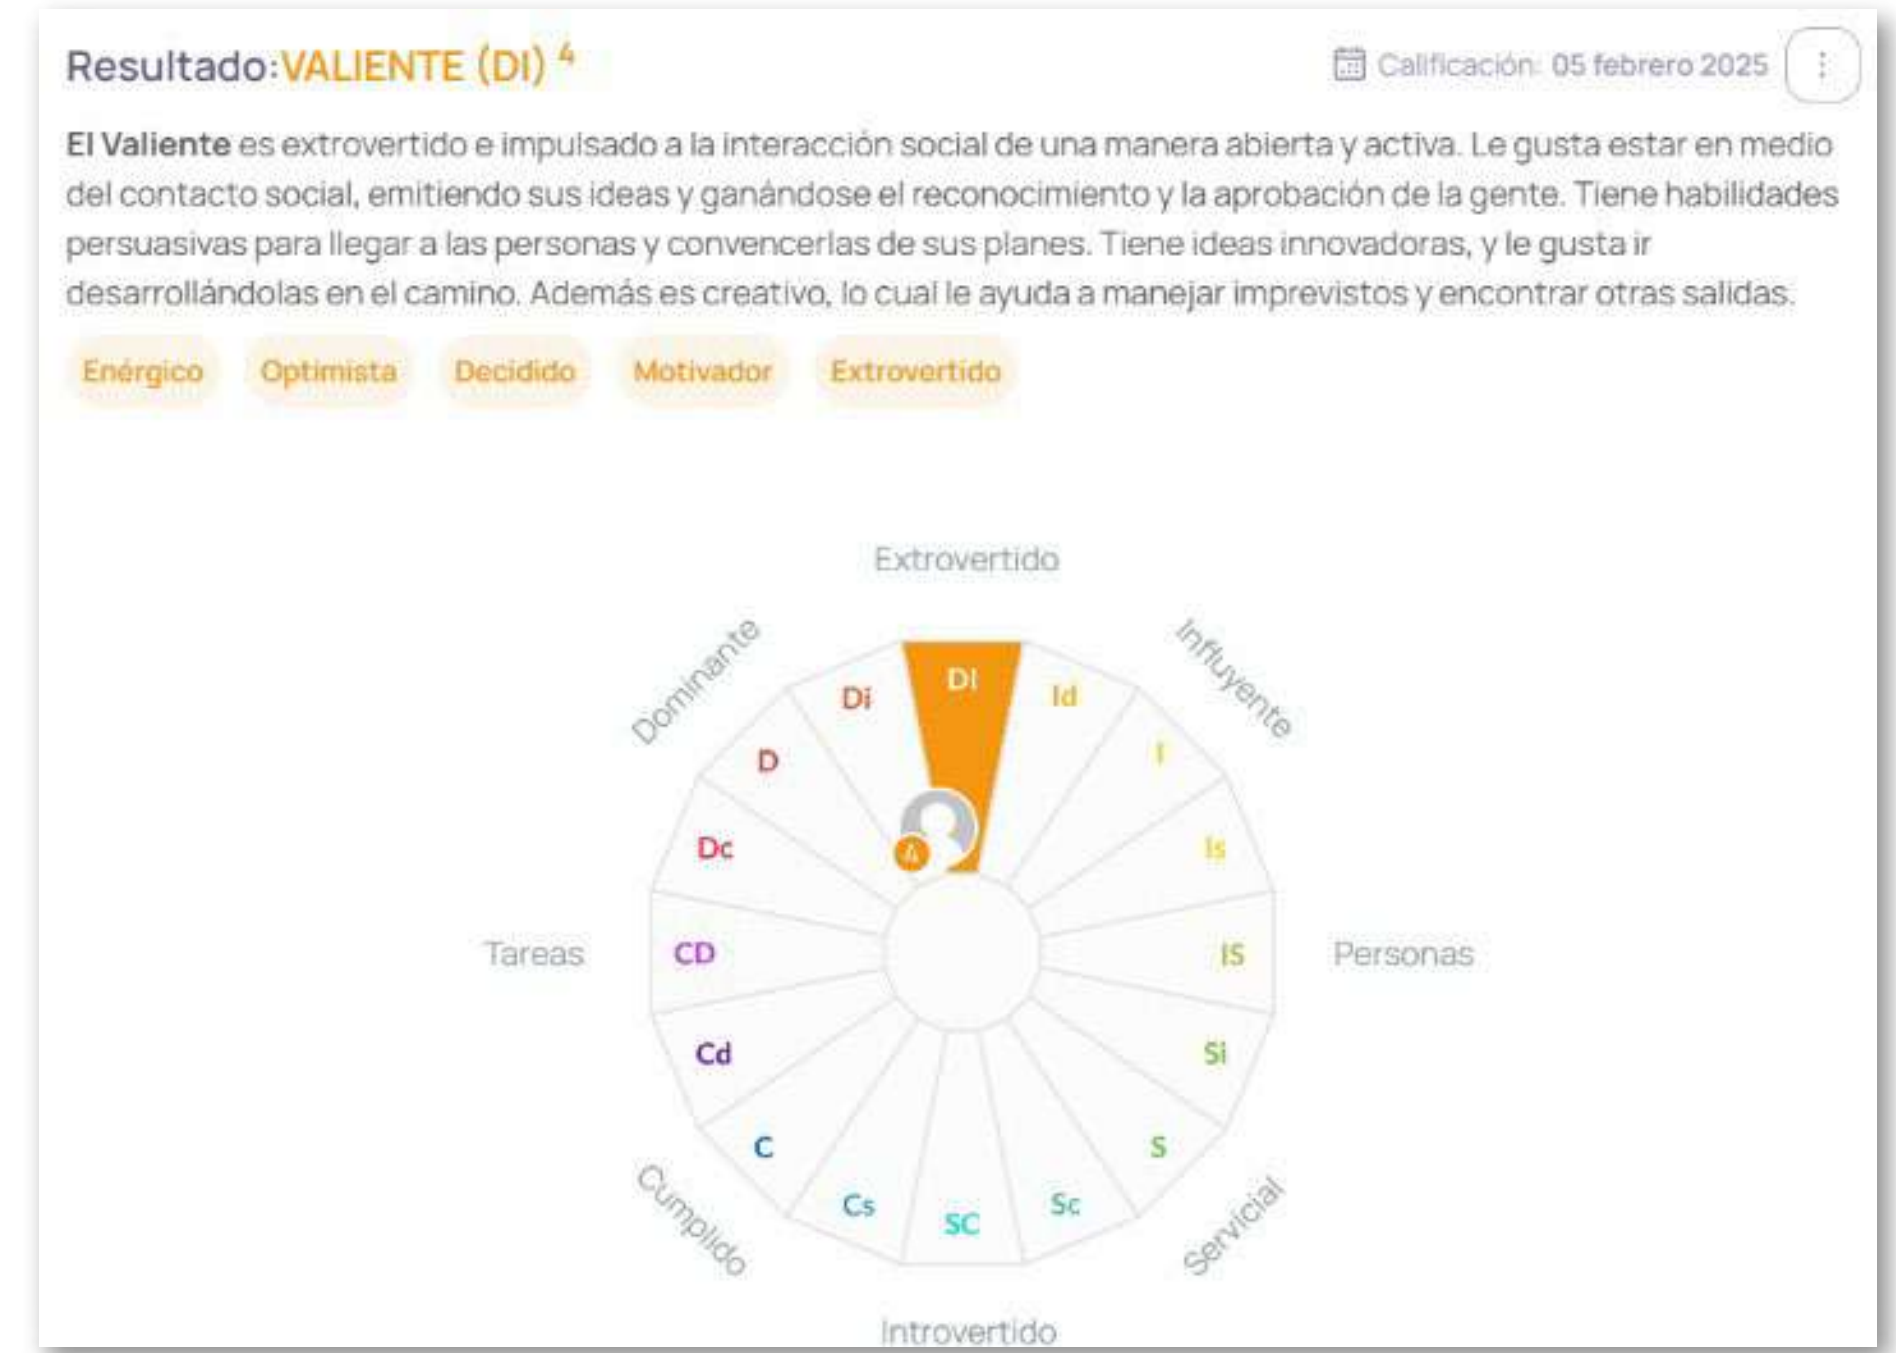 Resultado:VALIENTE (DI) 4
Calificación: 05 febrero 2025
El Valiente es extrovertido e impulsado a la interacción social de una manera abierta y activa. Le gusta estar en medio
del contacto social, emitiendo sus ideas y ganándose el reconocimiento y la aprobación de la gente. Tiene habilidades
persuasivas para llegar a las personas y convencerlas de sus planes. Tiene ideas innovadoras, y le gusta ir
desarrollándolas en el camino. Además es creativo, lo cual le ayuda a manejar imprevistos y encontrar otras salidas.
Enérgico Optimista Decidido Motivador Extrovertido
Extrovertido
Dominante
Influyente
Di
DI
Id
D
I
Dc
Is
4
Tareas
CD
IS
Personas
Cd
Si
C
S
Cs
SC
Sc
Cumplido
Servicial
Introvertido